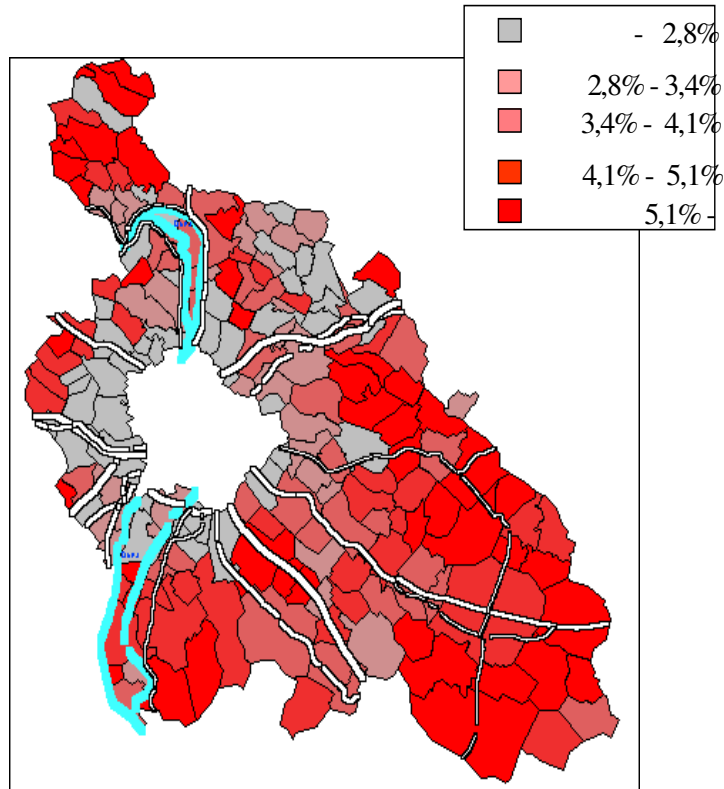 - 2,8%
2,8% - 3,4%
3,4% - 4,1%
4,1% - 5,1%
5,1% -